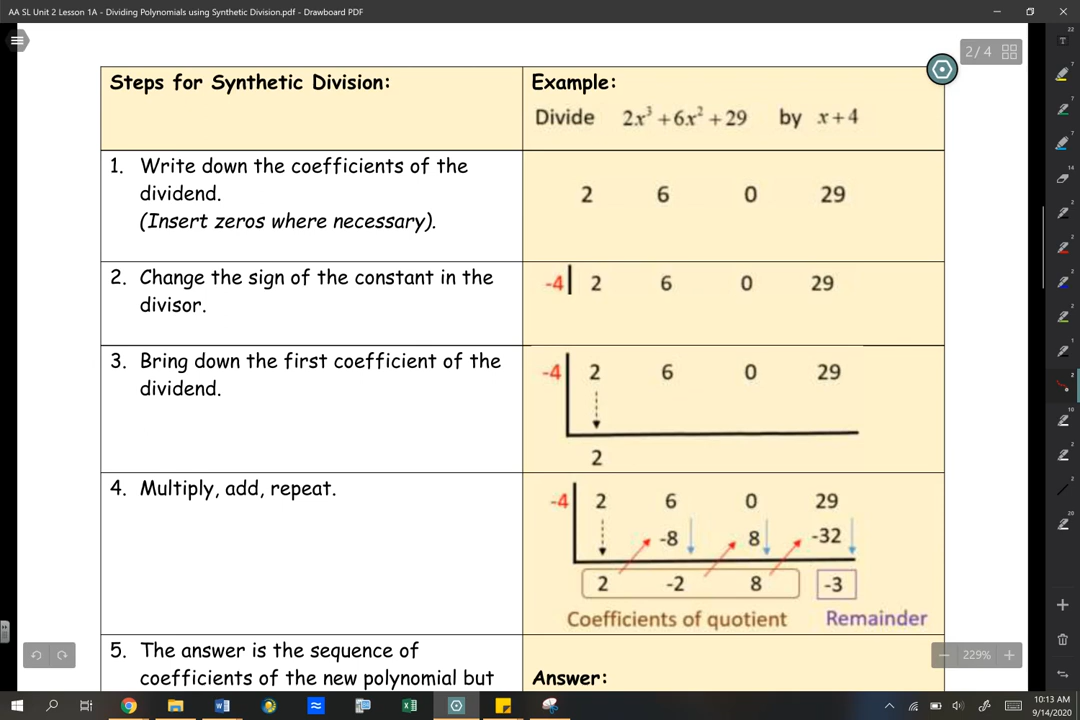 AA SL Unit 2 Lesson 1A - Dividing Polynomials using Synthetic Division.pdf - Drawboard PDF
2 / 4
Steps for Synthetic Division:
Example:
Divide 2x³ + 6x² + 29 by x + 4
1. Write down the coefficients of the
dividend.
(Insert zeros where necessary).
2 6 0 29
2. Change the sign of the constant in the
divisor.
-4 2 6 0 29
3. Bring down the first coefficient of the
dividend.
-4 2 6 0 29
2
4. Multiply, add, repeat.
-4 2 6 0 29
-8 8 -32
2 -2 8 -3
Coefficients of quotient Remainder
5. The answer is the sequence of
coefficients of the new polynomial but
Answer:
229%
10:13 AM
9/14/2020